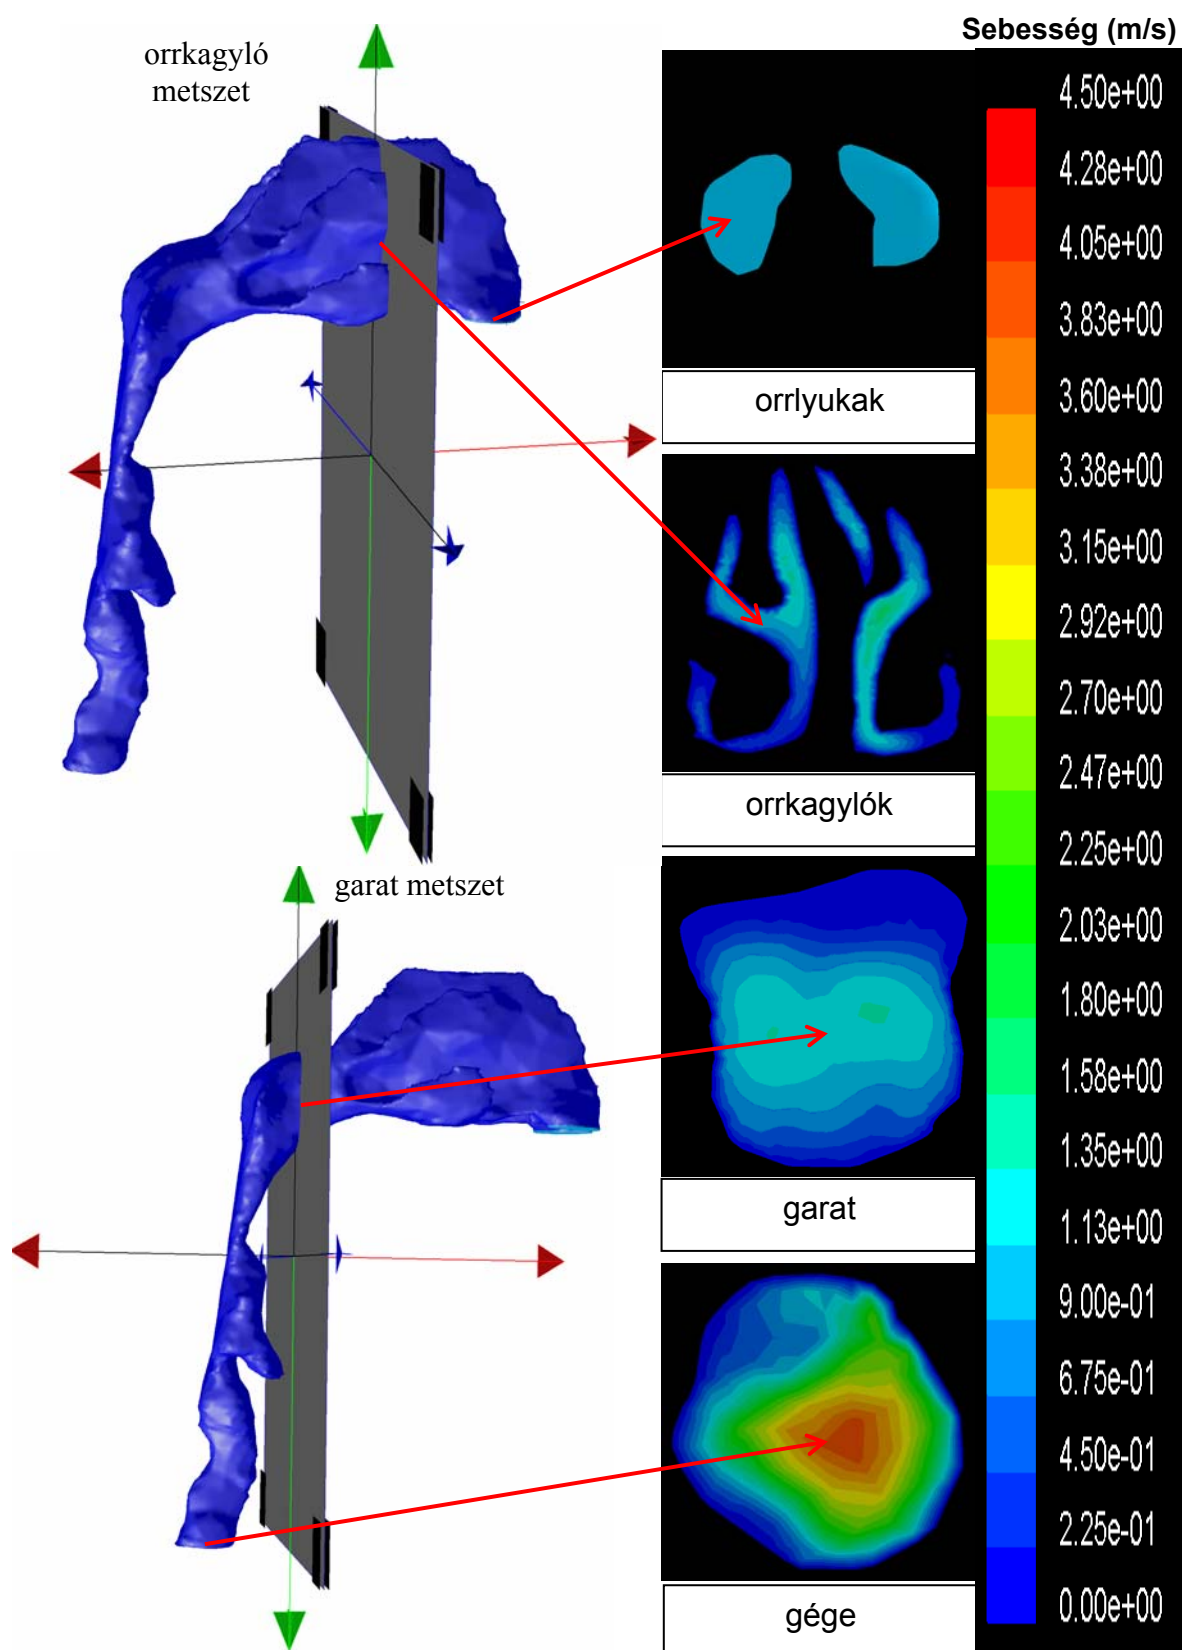 Sebesség (m/s)
orrkagyló
metszet
4.50e+00
4.28e+00
4.05e+00
3.83e+00
3.60e+00
3.38e+00
3.15e+00
2.92e+00
2.70e+00
2.47e+00
2.25e+00
2.03e+00
1.80e+00
1.58e+00
1.35e+00
1.13e+00
9.00e-01
6.75e-01
4.50e-01
2.25e-01
0.00e+00
orrlyukak
orrkagylók
garat metszet
garat
gége